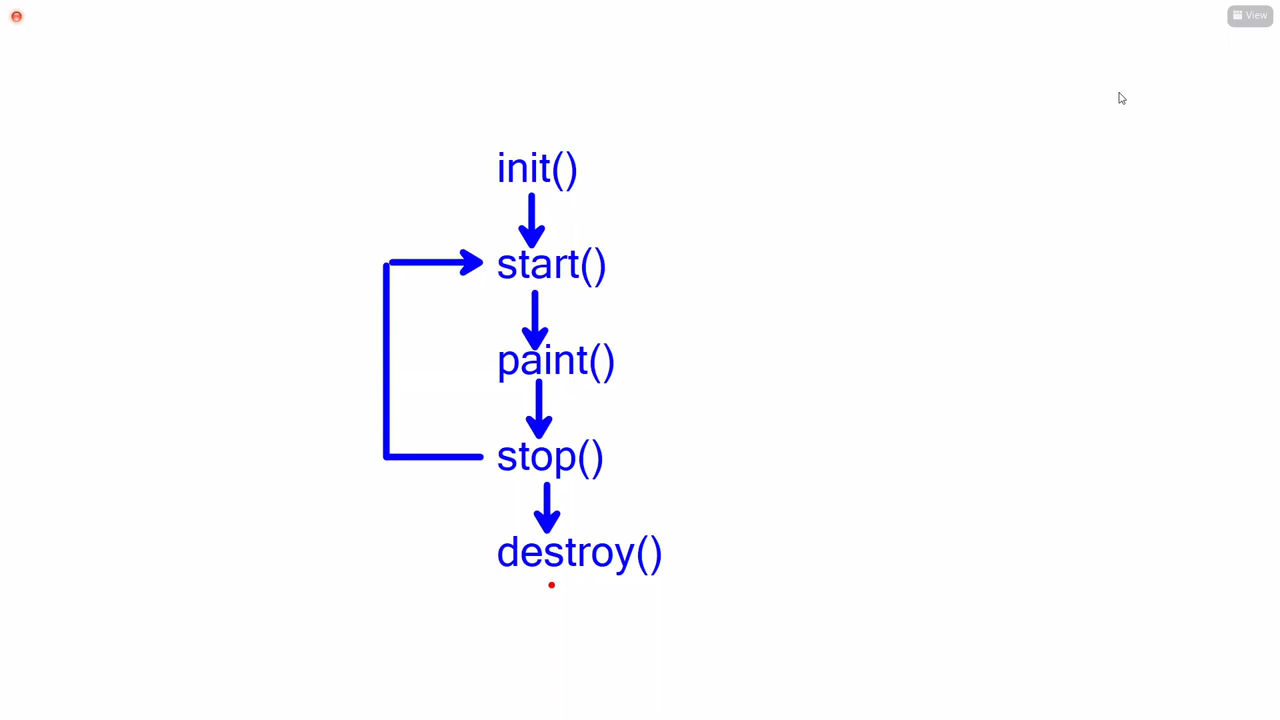 View
init()
start()
paint()
stop()
destroy()